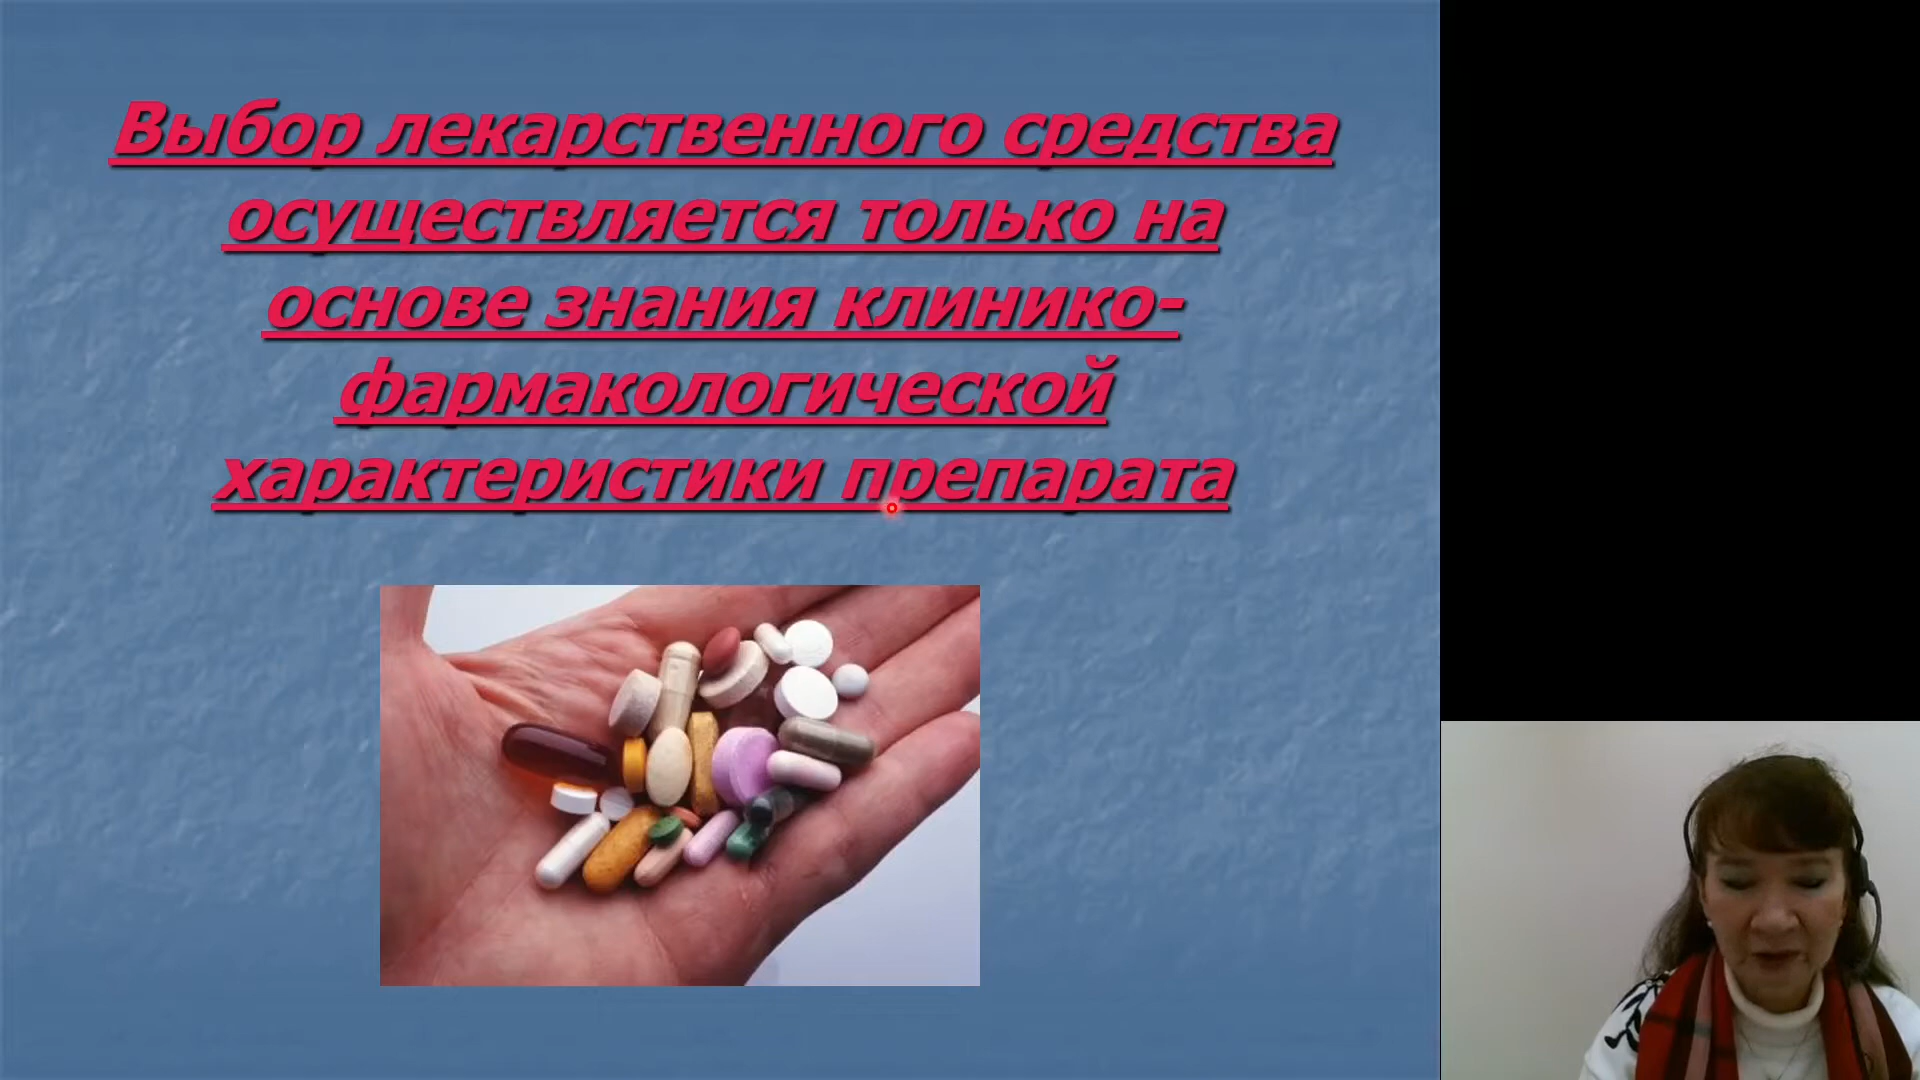 Выбор лекарственного средства
осуществляется только на
основе знания клинико-
фармакологической
характеристики препарата